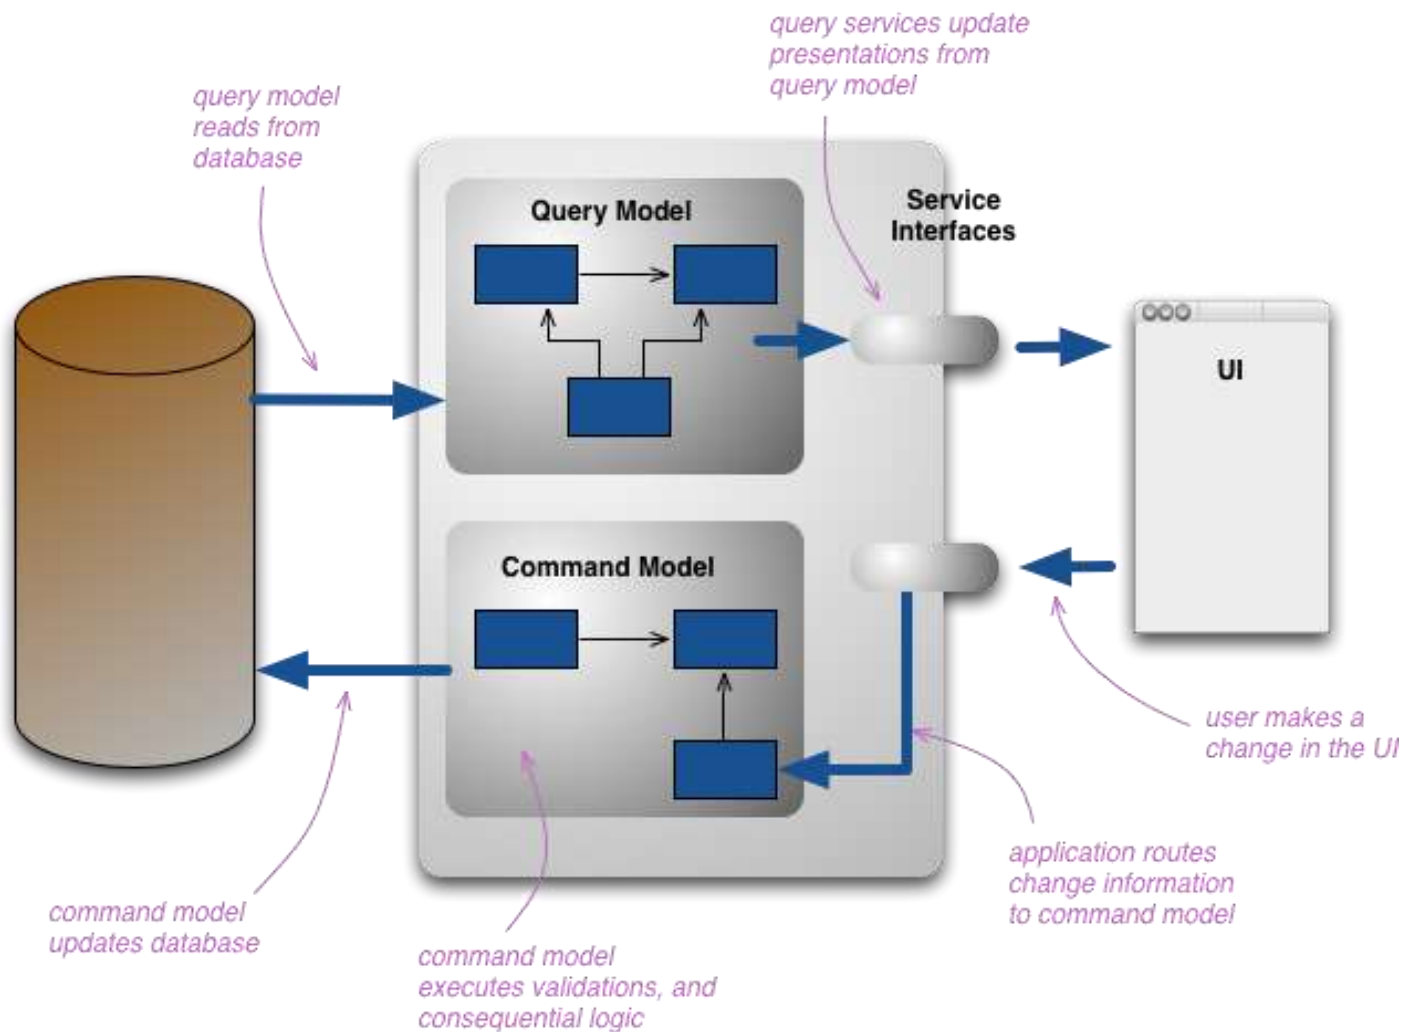 query services update
presentations from
query model
query model
reads from
database
Query Model
Service
Interfaces
UI
Command Model
user makes a
change in the UI
application routes
change information
to command model
command model
updates database
command model
executes validations, and
consequential logic